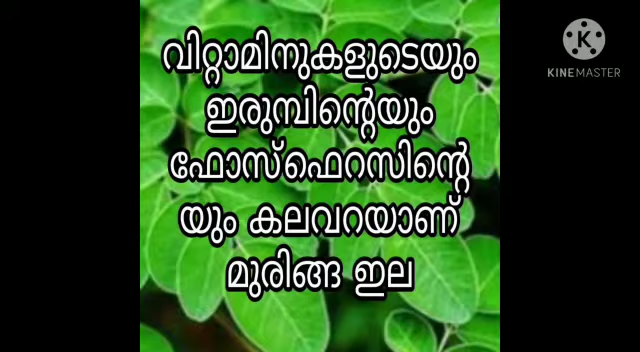 വിറ്റാമിനുകളുടെയും
ഇരുമ്പിന്റെയും
ഫോസ്ഫെറസിന്റെ
യും കലവറയാണ്
മുരിങ്ങ ഇല
KINEMASTER